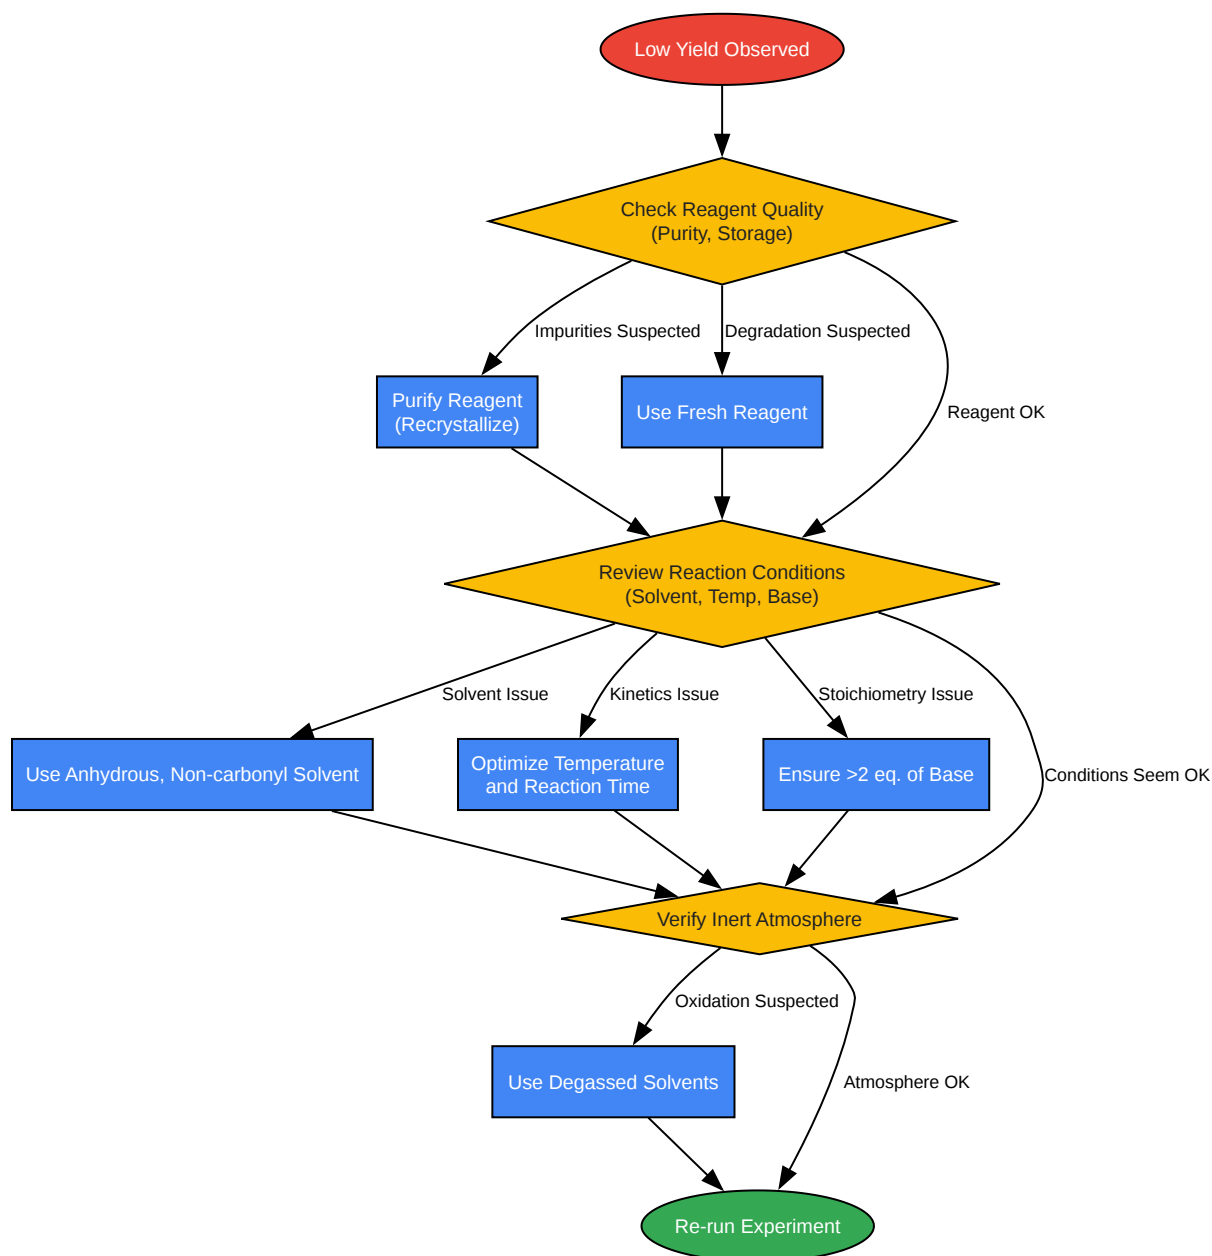 Low Yield Observed
Check Reagent Quality
(Purity, Storage)
Impurities Suspected
Degradation Suspected
Purify Reagent
(Recrystallize)
Use Fresh Reagent
Reagent OK
Review Reaction Conditions
(Solvent, Temp, Base)
Solvent Issue
Kinetics Issue
Stoichiometry Issue
Use Anhydrous, Non-carbonyl Solvent
Optimize Temperature
and Reaction Time
Ensure >2 eq. of Base
Conditions Seem OK
Verify Inert Atmosphere
Oxidation Suspected
Use Degassed Solvents
Atmosphere OK
Re-run Experiment